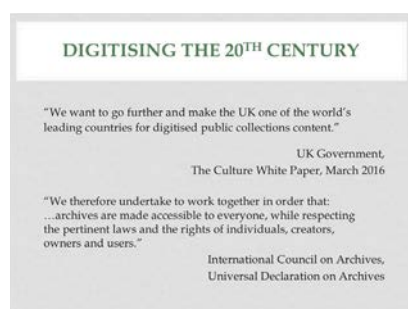 DIGITISING THE 20TH CENTURY
“We want to go further and make the UK one of the world’s
leading countries for digitised public collections content.”
UK Government,
The Culture White Paper, March 2016
“We therefore undertake to work together in order that:
…archives are made accessible to everyone, while respecting
the pertinent laws and the rights of individuals, creators,
owners and users.”
International Council on Archives,
Universal Declaration on Archives